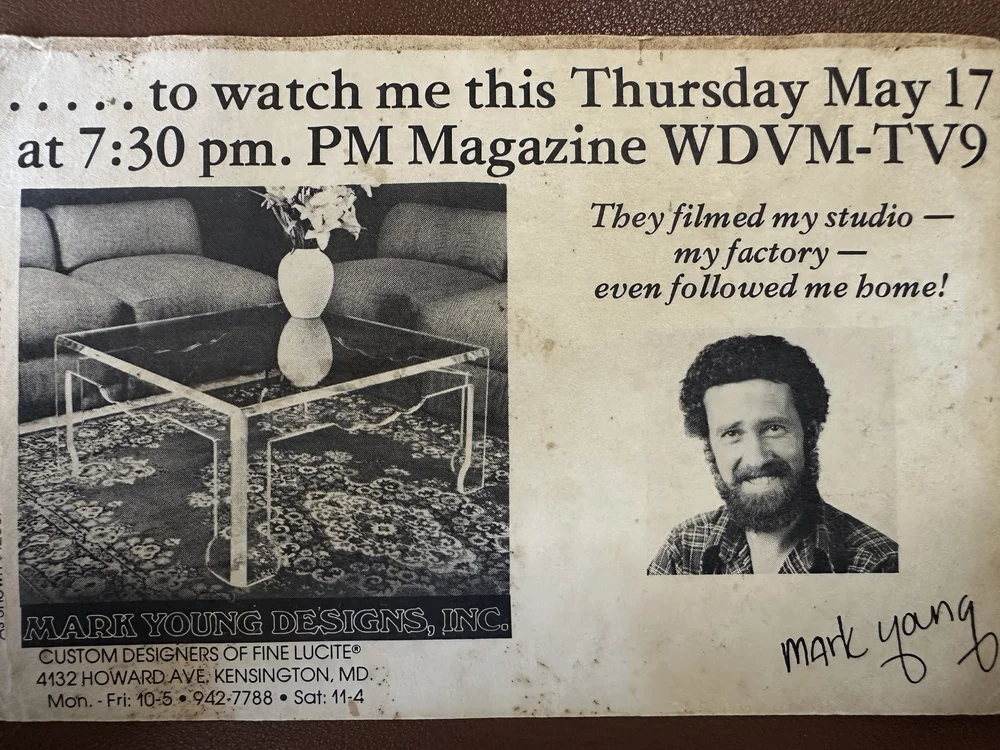 . . . . . to watch me this Thursday May 17
at 7:30 pm. PM Magazine WDVM-TV9
They filmed my studio —
my factory —
even followed me home!
MARK YOUNG DESIGNS, INC.
CUSTOM DESIGNERS OF FINE LUCITE®
4132 HOWARD AVE, KENSINGTON, MD.
Mon. - Fri: 10-5 • 942-7788 • Sat: 11-4
mark young